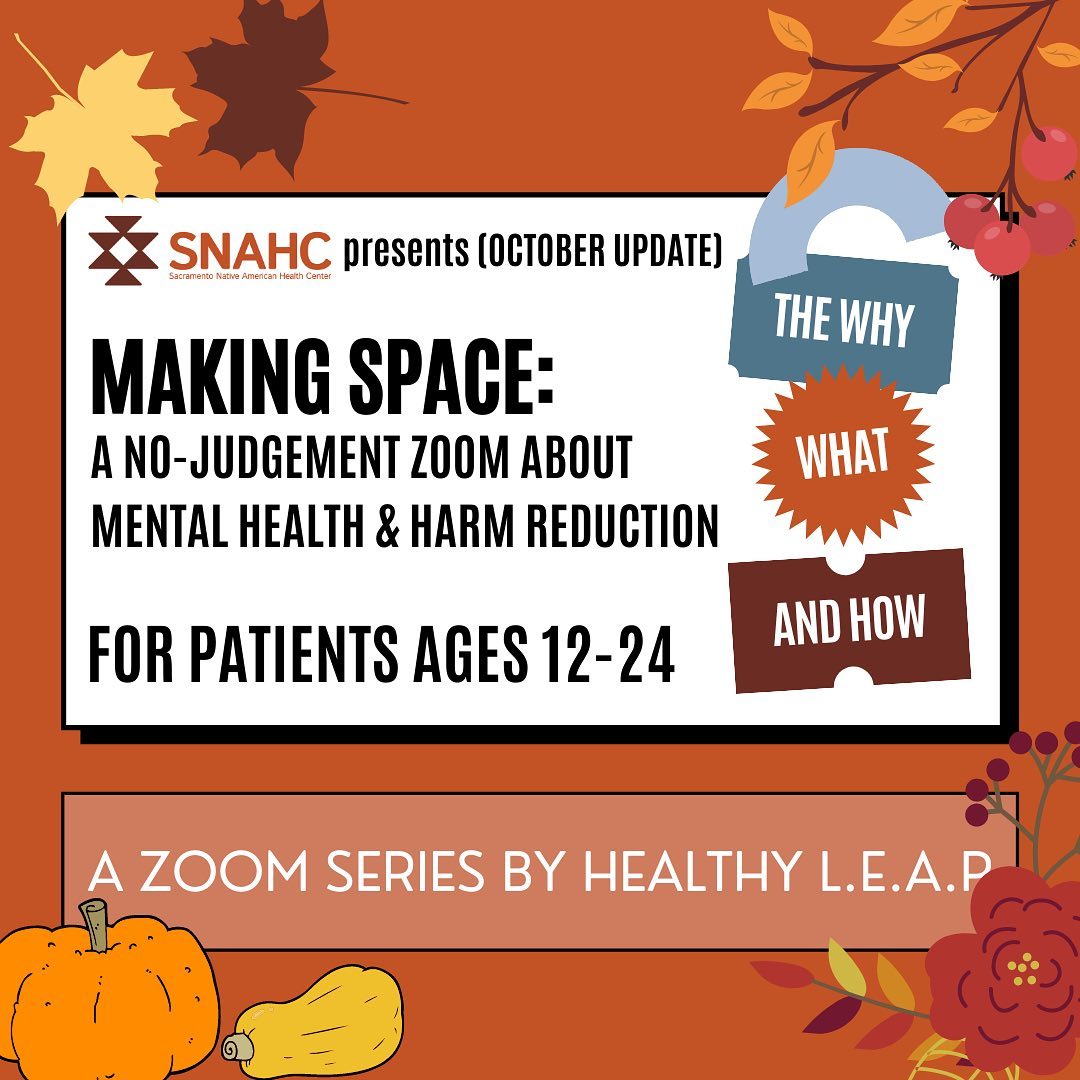 SNAHC presents (OCTOBER UPDATE)
Sacramento Native American Health Center
MAKING SPACE:
A NO-JUDGEMENT ZOOM ABOUT
MENTAL HEALTH & HARM REDUCTION
FOR PATIENTS AGES 12-24
THE WHY
WHAT
AND HOW
A ZOOM SERIES BY HEALTHY L.E.A.P